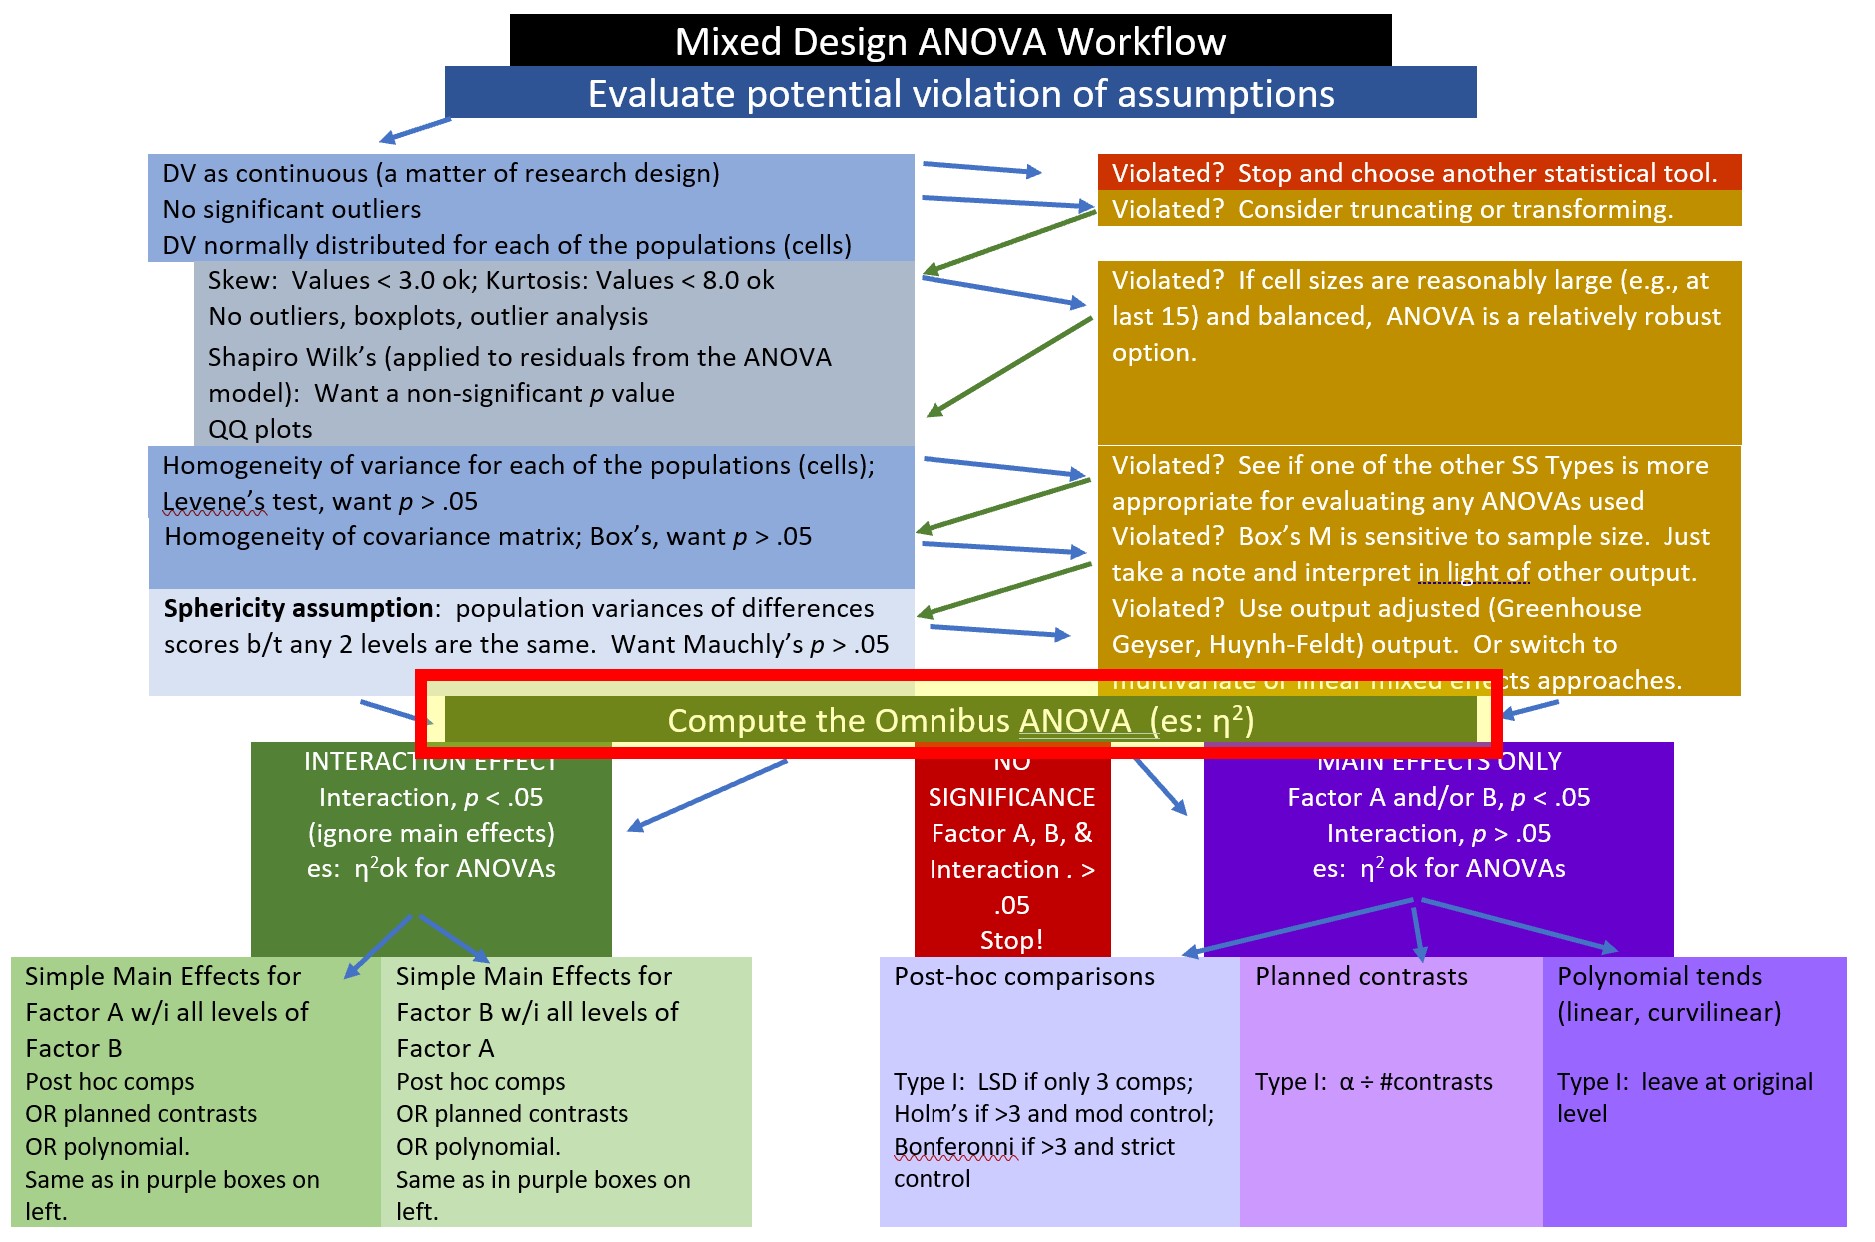 Mixed Design ANOVA Workflow
Evaluate potential violation of assumptions
DV as continuous (a matter of research design)
No significant outliers
DV normally distributed for each of the populations (cells)
Skew:  Values < 3.0 ok; Kurtosis: Values < 8.0 ok
No outliers, boxplots, outlier analysis
Shapiro Wilk's (applied to residuals from the ANOVA
model):  Want a non-significant p value
QQ plots
Homogeneity of variance for each of the populations (cells);
Levene's test, want p > .05
Homogeneity of covariance matrix; Box's, want p > .05
Sphericity assumption:  population variances of differences
scores b/t any 2 levels are the same.  Want Mauchly's p > .05
Violated?  Stop and choose another statistical tool.
Violated?  Consider truncating or transforming.
Violated?  If cell sizes are reasonably large (e.g., at
last 15) and balanced,  ANOVA is a relatively robust
option.
Violated?  See if one of the other SS Types is more
appropriate for evaluating any ANOVAs used
Violated?  Box's M is sensitive to sample size.  Just
take a note and interpret in light of other output.
Violated?  Use output adjusted (Greenhouse
Geyser, Huynh-Feldt) output.  Or switch to
multivariate or linear mixed effects approaches.
Compute the Omnibus ANOVA  (es: η²)
INTERACTION EFFECT
Interaction, p < .05
(ignore main effects)
es:  η²ok for ANOVAs
NO
SIGNIFICANCE
Factor A, B, &
Interaction . >
.05
Stop!
MAIN EFFECTS ONLY
Factor A and/or B, p < .05
Interaction, p > .05
es:  η² ok for ANOVAs
Simple Main Effects for
Factor A w/i all levels of
Factor B
Post hoc comps
OR planned contrasts
OR polynomial.
Same as in purple boxes on
left.
Simple Main Effects for
Factor B w/i all levels of
Factor A
Post hoc comps
OR planned contrasts
OR polynomial.
Same as in purple boxes on
left.
Post-hoc comparisons
Type I:  LSD if only 3 comps;
Holm's if >3 and mod control;
Bonferonni if >3 and strict
control
Planned contrasts
Type I:  α ÷ #contrasts
Polynomial tends
(linear, curvilinear)
Type I:  leave at original
level